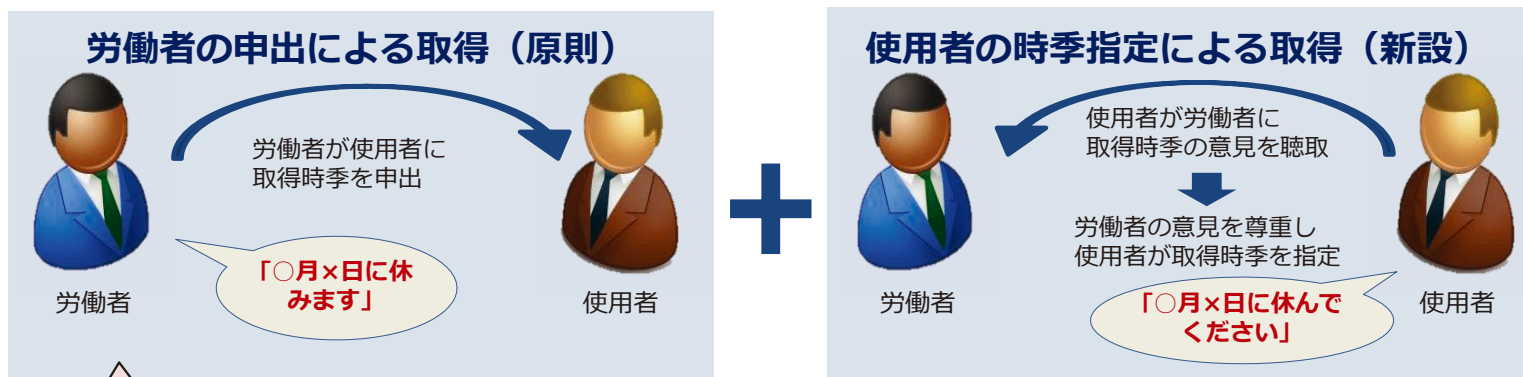 労働者の申出による取得（原則）
労働者が使用者に
取得時季を申出
「○月×日に休
みます」
労働者
使用者
+
使用者の時季指定による取得（新設）
使用者が労働者に
取得時季の意見を聴取
労働者の意見を尊重し
使用者が取得時季を指定
「○月×日に休んで
ください」
労働者
使用者